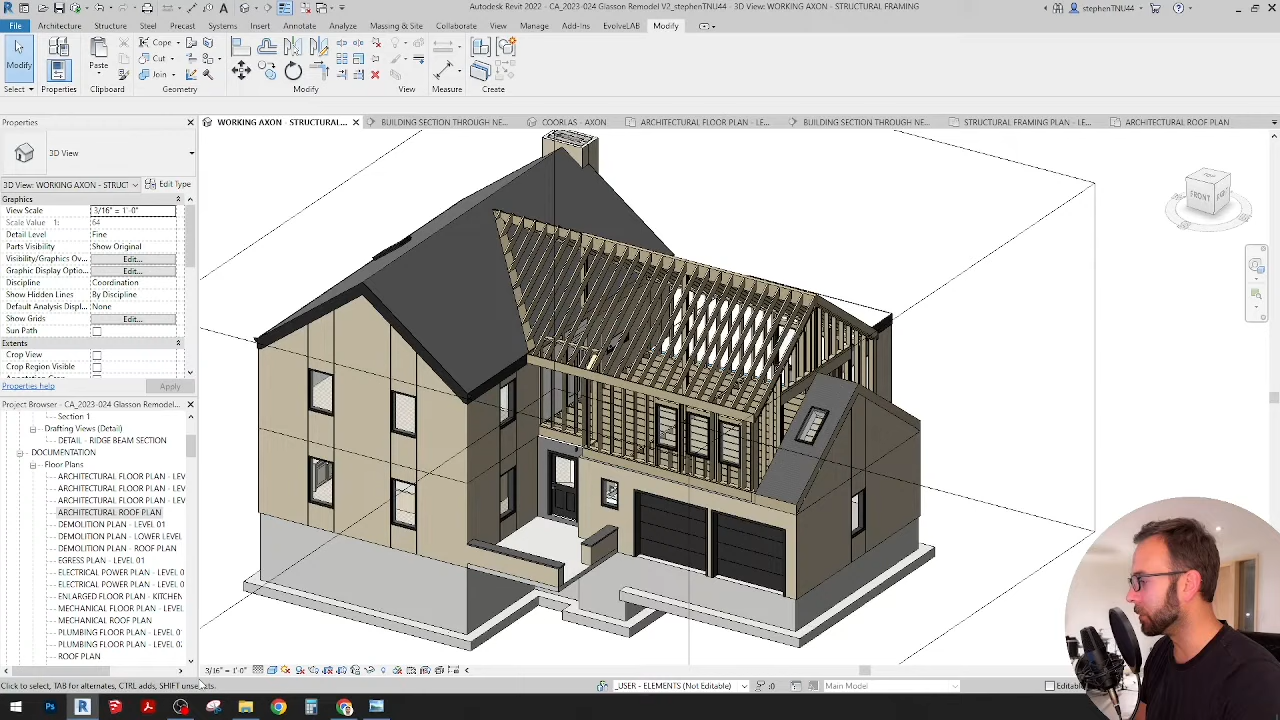 Autodesk Revit 2022 - CA_2023-024 Glasson Remodel V2_stephenTNU44 - 3D View: WORKING AXON - STRUCTURAL FRAMING
stephenTNU44
File Architecture Structure Steel Precast Systems Insert Annotate Analyze Massing & Site Collaborate View Manage Add-Ins EvolveLAB Modify
Modify Paste Cope Cut Join
Select Properties Clipboard Geometry Modify View Measure Create
Properties
WORKING AXON - STRUCTURAL... BUILDING SECTION THROUGH NE... COORLAS - AXON ARCHITECTURAL FLOOR PLAN - LE... BUILDING SECTION THROUGH NE... STRUCTURAL FRAMING PLAN - LE... ARCHITECTURAL ROOF PLAN
3D View
3D View: WORKING AXON - STRUCT Edit Type
Graphics
View Scale 3/16" = 1'-0"
Scale Value 1: 64
Detail Level Fine
Parts Visibility Show Original
Visibility/Graphics Ov... Edit...
Graphic Display Optio... Edit...
Discipline Coordination
Show Hidden Lines By Discipline
Default Analysis Displ... None
Show Grids Edit...
Sun Path
Extents
Crop View
Crop Region Visible
Properties help Apply
Project Browser - CA_2023-024 Glasson Remodel...
Section 1
Drafting Views (Detail)
DETAIL - RIDGE BEAM SECTION
DOCUMENTATION
Floor Plans
ARCHITECTURAL FLOOR PLAN - LEV
ARCHITECTURAL FLOOR PLAN - LEV
ARCHITECTURAL FLOOR PLAN - LEV
ARCHITECTURAL ROOF PLAN
DEMOLITION PLAN - LEVEL 01
DEMOLITION PLAN - LOWER LEVEL
DEMOLITION PLAN - ROOF PLAN
EGRESS PLAN - LEVEL 01
ELECTRICAL POWER PLAN - LEVEL 0
ELECTRICAL POWER PLAN - LEVEL 0
ENLARGED FLOOR PLAN - KITCHEN
MECHANICAL FLOOR PLAN - LEVEL
MECHANICAL ROOF PLAN
PLUMBING FLOOR PLAN - LEVEL 01
PLUMBING FLOOR PLAN - LEVEL 02
ROOF PLAN
FRONT
TOP
3/16" = 1'-0"
Click to select, TAB for alternates, CTRL adds, SHIFT unselects. _USER - ELEMENTS (Not Editable) :0 Main Model Editable